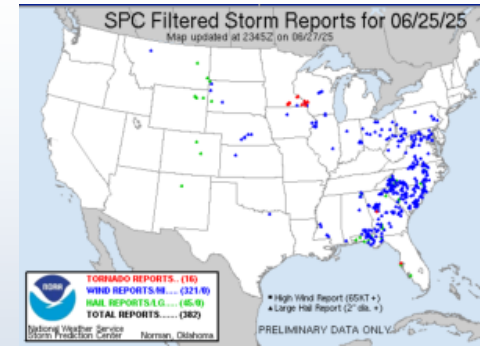 SPC Filtered Storm Reports for 06/25/25
Map updated at 2345Z on 06/27/25
NOAA
TORNADO REPORTS.. (16)
WIND REPORTS/HI.... (321/0)
HAIL REPORTS/LG.... (45/0)
TOTAL REPORTS...... (382)
National Weather Service
Storm Prediction Center Norman, Oklahoma
● High Wind Report (65KT +)
▲ Large Hail Report (2" dia. +)
PRELIMINARY DATA ONLY